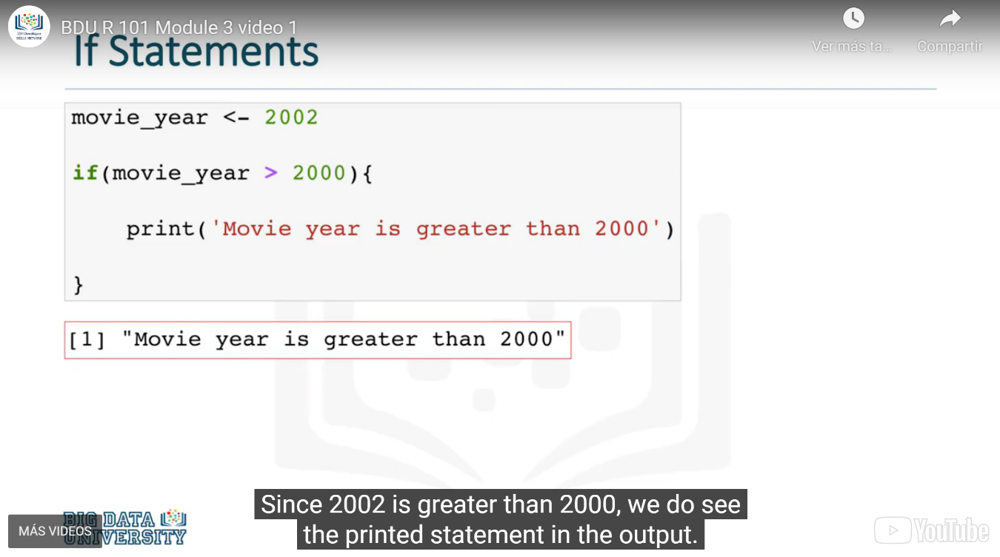 BDU R 101 Module 3 video 1
Ver más ta...
Compartir
If Statements
movie_year <- 2002
if(movie_year > 2000){
print('Movie year is greater than 2000')
}
[1] "Movie year is greater than 2000"
Since 2002 is greater than 2000, we do see
the printed statement in the output.
BIG DATA
UNIVERSITY
MÁS VIDEOS
YouTube